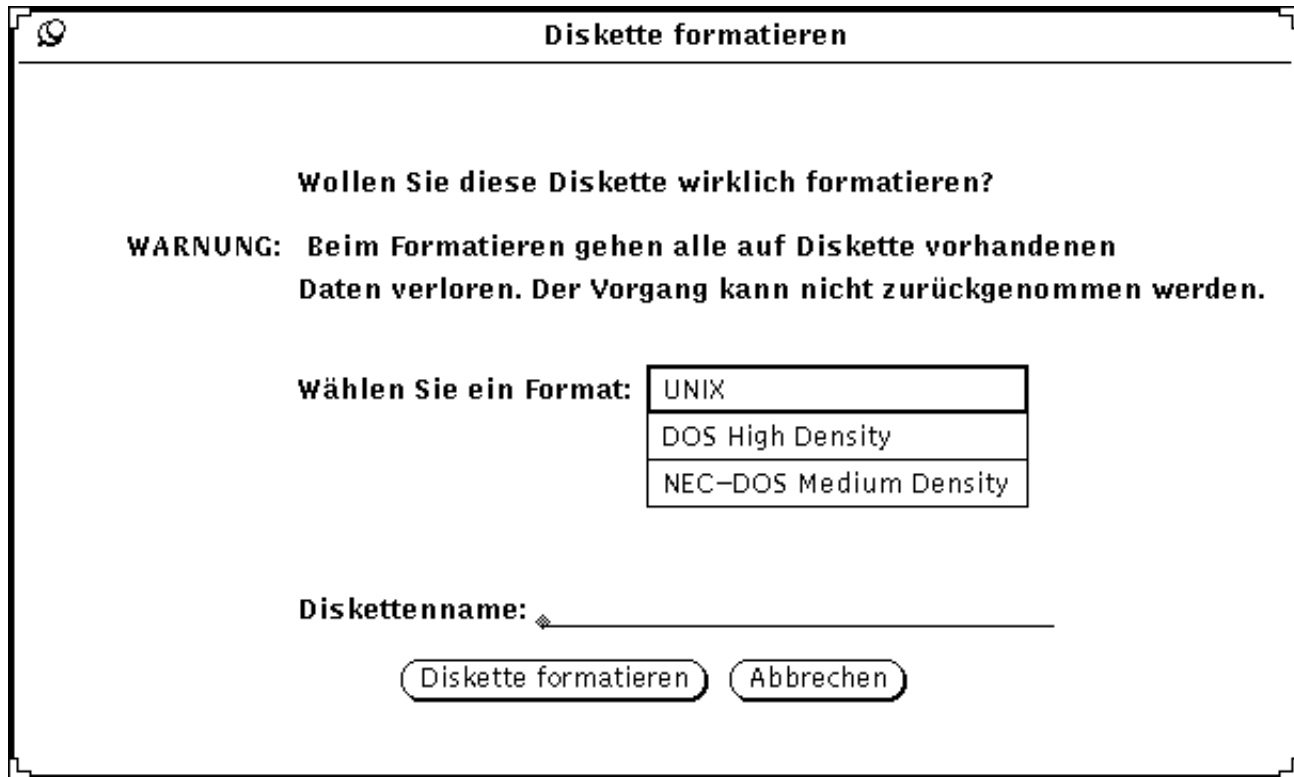 Diskette formatieren
Wollen Sie diese Diskette wirklich formatieren?
WARNUNG: Beim Formatieren gehen alle auf Diskette vorhandenen
Daten verloren. Der Vorgang kann nicht zurückgenommen werden.
Wählen Sie ein Format: UNIX
DOS High Density
NEC-DOS Medium Density
Diskettenname:
Diskette formatieren Abbrechen